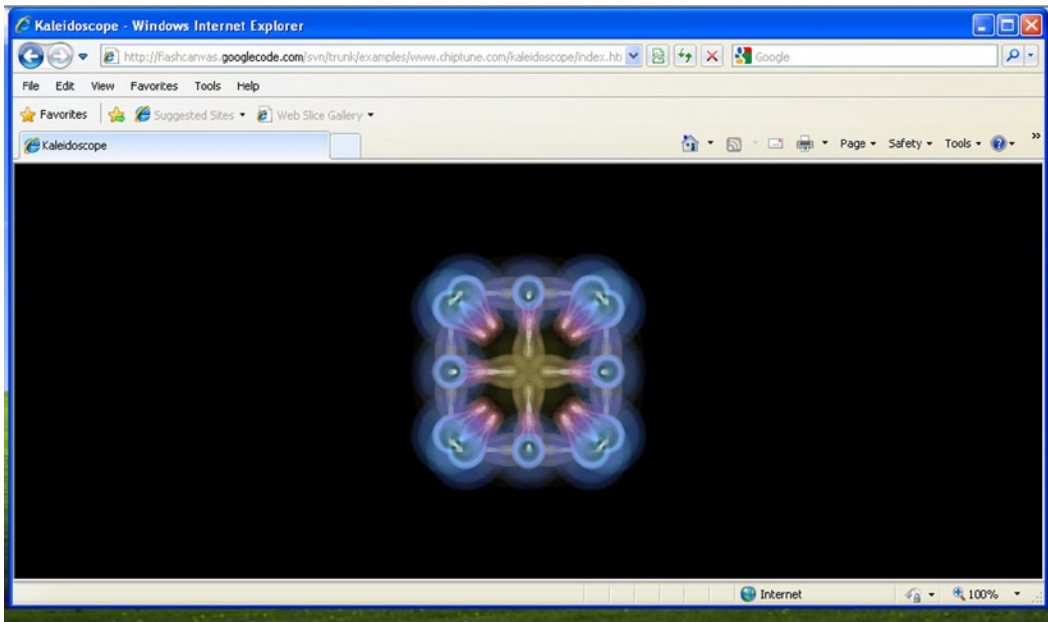 Kaleidoscope - Windows Internet Explorer
http://flashcanvas.googlecode.com/svn/trunk/examples/www.chiptune.com/kaleidoscope/index.ht
Google
File Edit View Favorites Tools Help
Favorites Suggested Sites Web Slice Gallery
Kaleidoscope
Page Safety Tools
»
Internet
100%